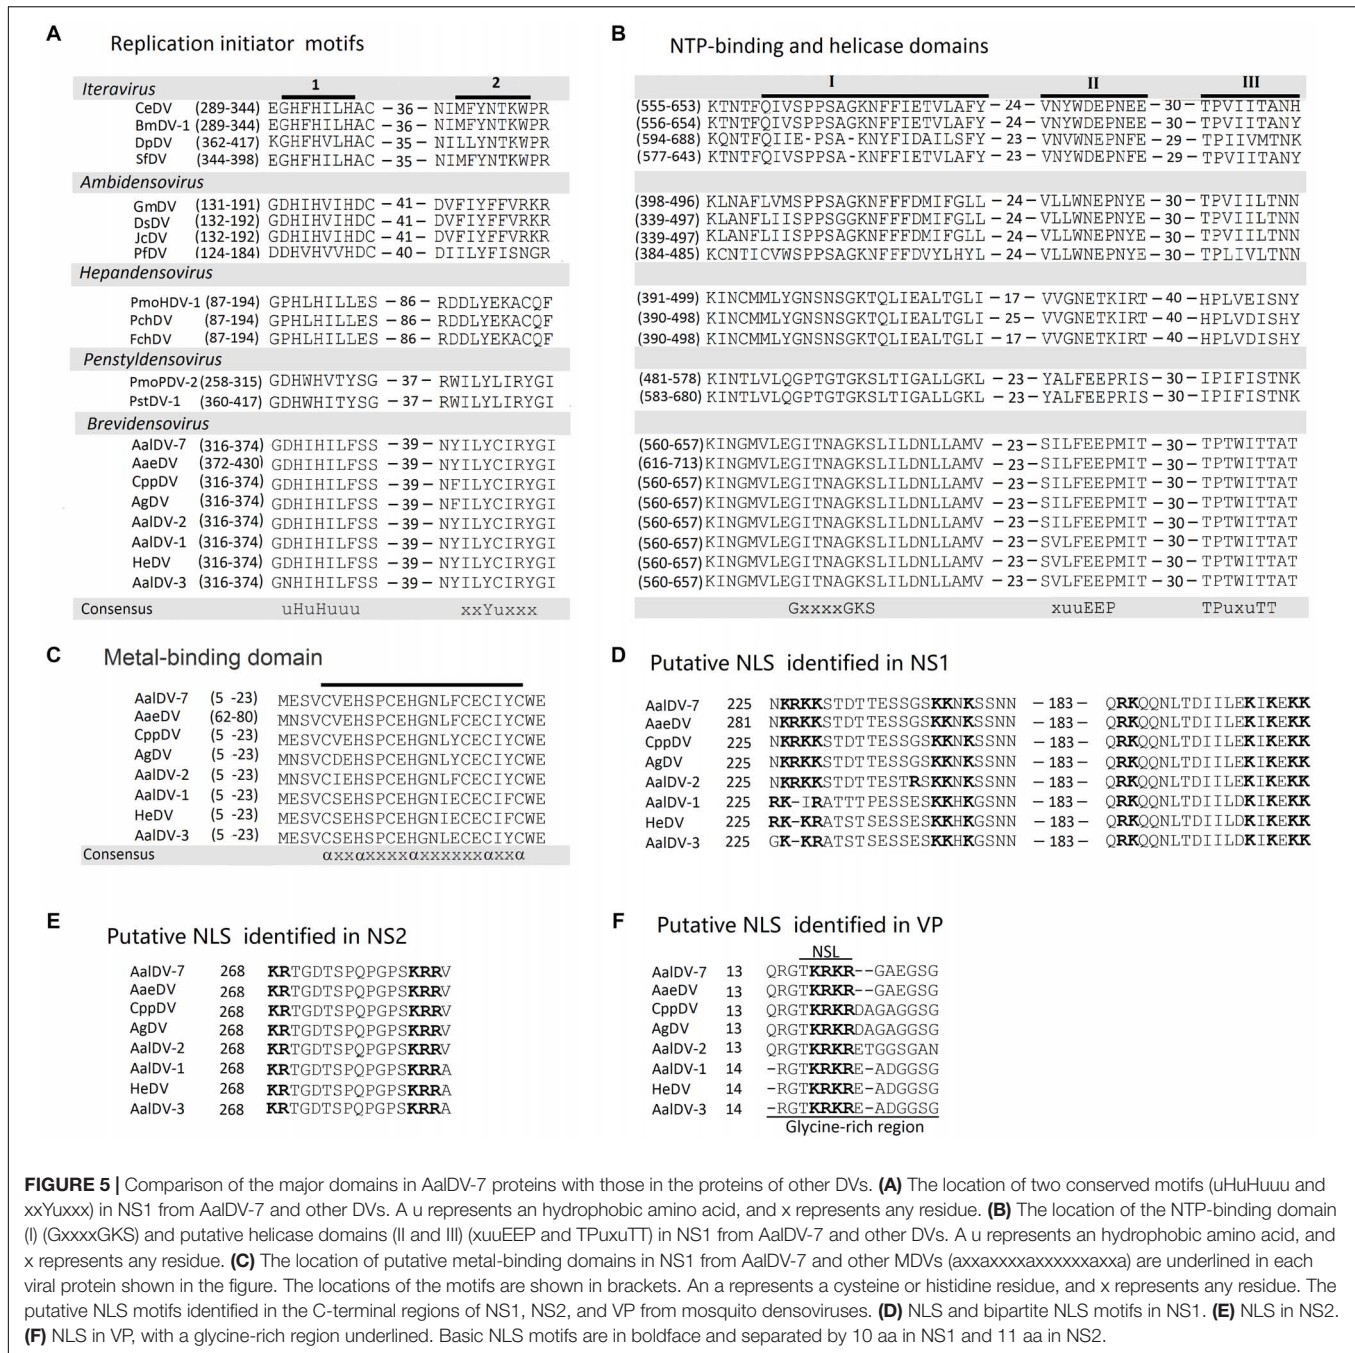 A Replication initiator motifs
1 2
Iteravirus
CeDV (289-344) EGHFHILHAC – 36 – NIMFYNTKWPR
BmDV-1 (289-344) EGHFHILHAC – 36 – NIMFYNTKWPR
DpDV (362-417) KGHFHVLHAC – 35 – NILLYNTKWPR
SfDV (344-398) EGHFHILHAC – 35 – NIMFYNTKWPR
Ambidensovirus
GmDV (131-191) GDHIHVIHDC – 41 – DVFIYFFVRKR
DsDV (132-192) GDHIHVIHDC – 41 – DVFIYFFVRKR
JcDV (132-192) GDHIHVIHDC – 41 – DVFIYFFVRKR
PfDV (124-184) DDHVHVVHDC – 40 – DIILYFISNGR
Hepandensovirus
PmoHDV-1 (87-194) GPHLHILLES – 86 – RDDLYEKACQF
PchDV (87-194) GPHLHILLES – 86 – RDDLYEKACQF
FchDV (87-194) GPHLHILLES – 86 – RDDLYEKACQF
Penstyldensovirus
PmoPDV-2 (258-315) GDHWHVTYSG – 37 – RWILYLIRYGI
PstDV-1 (360-417) GDHWHITYSG – 37 – RWILYLIRYGI
Brevidensovirus
AalDV-7 (316-374) GDHIHILFSS – 39 – NYILYCIRYGI
AaeDV (372-430) GDHIHILFSS – 39 – NYILYCIRYGI
CppDV (316-374) GDHIHILFSS – 39 – NFILYCIRYGI
AgDV (316-374) GDHIHILFSS – 39 – NFILYCIRYGI
AalDV-2 (316-374) GDHIHILFSS – 39 – NYILYCIRYGI
AalDV-1 (316-374) GDHIHILFSS – 39 – NYILYCIRYGI
HeDV (316-374) GDHIHILFSS – 39 – NYILYCIRYGI
AalDV-3 (316-374) GNHIHILFSS – 39 – NYILYCIRYGI
Consensus uHuHuuu xxYuxxx
B NTP-binding and helicase domains
I II III
(555-653) KTNTFQIVSPPSAGKNFFIETVLAFY – 24 – VNYWDEPNEE – 30 – TPVIITANH
(556-654) KTNTFQIVSPPSAGKNFFIETVLAFY – 24 – VNYWDEPNEE – 30 – TPVIITANY
(594-688) KQNTFQIIE-PSA-KNYFIDAILSFY – 23 – VNVWDEPNFE – 29 – TPIIVMTNK
(577-643) KTNTFQIVSPPSA-KNFFIETVLAFY – 23 – VNYWDEPNFE – 29 – TPVIITANY
(398-496) KLNAFLVMSPPSAGKNFFFDMIFGLL – 24 – VLLWNEPNYE – 30 – TPVIILTNN
(339-497) KLANFLIISPPSGGKNFFFDMIFGLL – 24 – VLLWNEPNYE – 30 – TPVIILTNN
(339-497) KLANFLIISPPSAGKNFFFDMIFGLL – 24 – VLLWNEPNYE – 30 – TPVIILTNN
(384-485) KCNTICVWSPPSAGKNFFFDVYLHYL – 24 – VLLWNEPNYE – 30 – TPLIVLTNN
(391-499) KINCMMLYGNSNSGKTQLIEALTGLI – 17 – VVGNETKIRT – 40 – HPLVEISNY
(390-498) KINCMMLYGNSNSGKTQLIEALTGLI – 25 – VVGNETKIRT – 40 – HPLVDISHY
(390-498) KINCMMLYGNSNSGKTQLIEALTGLI – 17 – VVGNETKIRT – 40 – HPLVDISHY
(481-578) KINTLVLQGPTGTGKSLTIGALLGKL – 23 – YALFEEPRIS – 30 – IPIFISTNK
(583-680) KINTLVLQGPTGTGKSLTIGALLGKL – 23 – YALFEEPRIS – 30 – IPIFISTNK
(560-657) KINGMVLEGITNAGKSLILDNLLAMV – 23 – SILFEEPMIT – 30 – TPTWITTAT
(616-713) KINGMVLEGITNAGKSLILDNLLAMV – 23 – SILFEEPMIT – 30 – TPTWITTAT
(560-657) KINGMVLEGITNAGKSLILDNLLAMV – 23 – SILFEEPMIT – 30 – TPTWITTAT
(560-657) KINGMVLEGITNAGKSLILDNLLAMV – 23 – SILFEEPMIT – 30 – TPTWITTAT
(560-657) KINGMVLEGITNAGKSLILDNLLAMV – 23 – SILFEEPMIT – 30 – TPTWITTAT
(560-657) KINGMVLEGITNAGKSLILDNLLAMV – 23 – SVLFEEPMIT – 30 – TPTWITTAT
(560-657) KINGMVLEGITNAGKSLILDNLLAMV – 23 – SVLFEEPMIT – 30 – TPTWITTAT
(560-657) KINGMVLEGITNAGKSLILDNLLAMV – 23 – SVLFEEPMIT – 30 – TPTWITTAT
GxxxxGKS xuuEEP TPuxuTT
C Metal-binding domain
AalDV-7 (5 -23) MESVCVEHSPCEHGNLFCECIYCWE
AaeDV (62-80) MNSVCVEHSPCEHGNLYCECIYCWE
CppDV (5 -23) MESVCVEHSPCEHGNLYCECIYCWE
AgDV (5 -23) MNSVCDEHSPCEHGNLYCECIYCWE
AalDV-2 (5 -23) MNSVCIEHSPCEHGNLFCECIYCWE
AalDV-1 (5 -23) MESVCSEHSPCEHGNIECECIFCWE
HeDV (5 -23) MESVCSEHSPCEHGNIECECIFCWE
AalDV-3 (5 -23) MESVCSEHSPCEHGNLECECIYCWE
Consensus αxxαxxxxαxxxxxxαxxα
D Putative NLS identified in NS1
AalDV-7 225 NKRKKSTDTTESSGSKKNKSSNN – 183 – QRKQQNLTDIILEKIKEKK
AaeDV 281 NKRKKSTDTTESSGSKKNKSSNN – 183 – QRKQQNLTDIILEKIKEKK
CppDV 225 NKRKKSTDTTESSGSKKNKSSNN – 183 – QRKQQNLTDIILEKIKEKK
AgDV 225 NKRKKSTDTTESSGSKKNKSSNN – 183 – QRKQQNLTDIILEKIKEKK
AalDV-2 225 NKRKKSTDTTESTRSKKNKSSNN – 183 – QRKQQNLTDIILEKIKEKK
AalDV-1 225 RK-IRATTTPESSESKKHKGSNN – 183 – QRKQQNLTDIILDKIKEKK
HeDV 225 RK-KRATSTSESSESKKHKGSNN – 183 – QRKQQNLTDIILDKIKEKK
AalDV-3 225 GK-KRATSTSESSESKKHKGSNN – 183 – QRKQQNLTDIILDKIKEKK
E Putative NLS identified in NS2
AalDV-7 268 KRTGDTSPQPGPSKRRV
AaeDV 268 KRTGDTSPQPGPSKRRV
CppDV 268 KRTGDTSPQPGPSKRRV
AgDV 268 KRTGDTSPQPGPSKRRV
AalDV-2 268 KRTGDTSPQPGPSKRRV
AalDV-1 268 KRTGDTSPQPGPSKRRA
HeDV 268 KRTGDTSPQPGPSKRRA
AalDV-3 268 KRTGDTSPQPGPSKRRA
F Putative NLS identified in VP
NSL
AalDV-7 13 QRGTKRKR--GAEGSG
AaeDV 13 QRGTKRKR--GAEGSG
CppDV 13 QRGTKRKRDAGAGGSG
AgDV 13 QRGTKRKRDAGAGGSG
AalDV-2 13 QRGTKRKRETGGSGAN
AalDV-1 14 -RGTKRKRE-ADGGSG
HeDV 14 -RGTKRKRE-ADGGSG
AalDV-3 14 -RGTKRKRE-ADGGSG
Glycine-rich region
FIGURE 5 | Comparison of the major domains in AalDV-7 proteins with those in the proteins of other DVs. (A) The location of two conserved motifs (uHuHuuu and
xxYuxxx) in NS1 from AalDV-7 and other DVs. A u represents an hydrophobic amino acid, and x represents any residue. (B) The location of the NTP-binding domain
(I) (GxxxxGKS) and putative helicase domains (II and III) (xuuEEP and TPuxuTT) in NS1 from AalDV-7 and other DVs. A u represents an hydrophobic amino acid, and
x represents any residue. (C) The location of putative metal-binding domains in NS1 from AalDV-7 and other MDVs (axxaxxxxaxxxxxxaxxa) are underlined in each
viral protein shown in the figure. The locations of the motifs are shown in brackets. An a represents a cysteine or histidine residue, and x represents any residue. The
putative NLS motifs identified in the C-terminal regions of NS1, NS2, and VP from mosquito densoviruses. (D) NLS and bipartite NLS motifs in NS1. (E) NLS in NS2.
(F) NLS in VP, with a glycine-rich region underlined. Basic NLS motifs are in boldface and separated by 10 aa in NS1 and 11 aa in NS2.